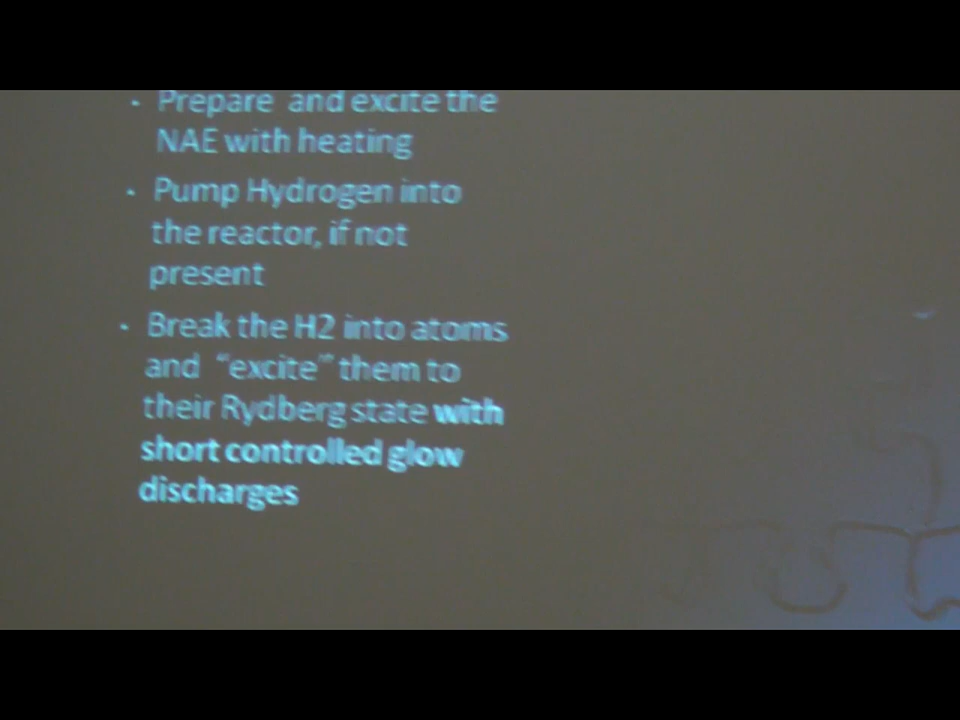 • Prepare and excite the
NAE with heating
• Pump Hydrogen into
the reactor, if not
present
• Break the H2 into atoms
and "excite" them to
their Rydberg state with
short controlled glow
discharges